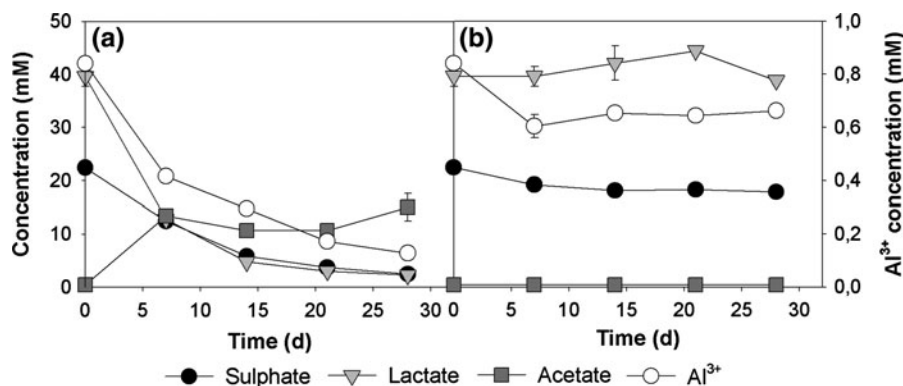 (a)
(b)
Concentration (mM)
50
40
30
20
10
0
0 5 10 15 20 25 30
Time (d)
0 5 10 15 20 25 30
Time (d)
1,0
0,8
0,6
0,4
0,2
0,0
Al³⁺ concentration (mM)
Sulphate Lactate Acetate Al³⁺